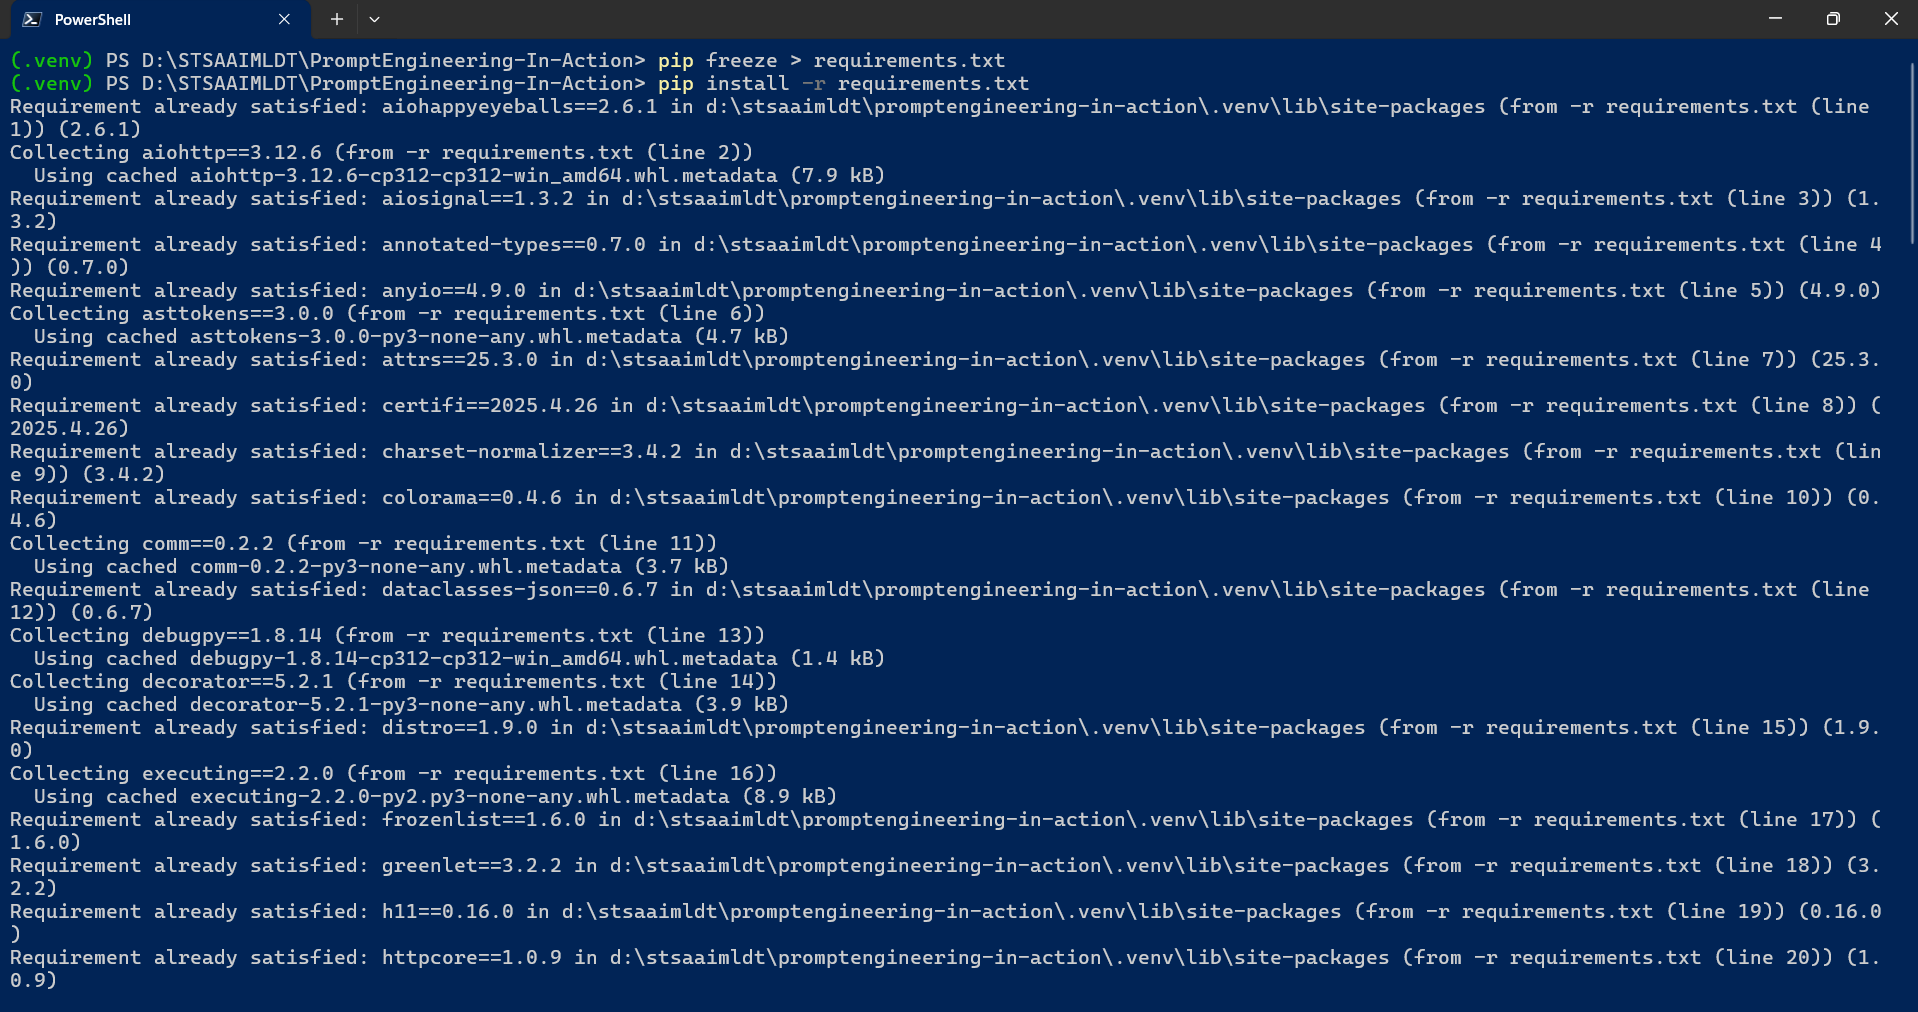 PowerShell
(.venv) PS D:\STSAAIMLDT\PromptEngineering-In-Action> pip freeze > requirements.txt
(.venv) PS D:\STSAAIMLDT\PromptEngineering-In-Action> pip install -r requirements.txt
Requirement already satisfied: aiohappyeyeballs==2.6.1 in d:\stsaaimldt\promptengineering-in-action\.venv\lib\site-packages (from -r requirements.txt (line
1)) (2.6.1)
Collecting aiohttp==3.12.6 (from -r requirements.txt (line 2))
  Using cached aiohttp-3.12.6-cp312-cp312-win_amd64.whl.metadata (7.9 kB)
Requirement already satisfied: aiosignal==1.3.2 in d:\stsaaimldt\promptengineering-in-action\.venv\lib\site-packages (from -r requirements.txt (line 3)) (1.
3.2)
Requirement already satisfied: annotated-types==0.7.0 in d:\stsaaimldt\promptengineering-in-action\.venv\lib\site-packages (from -r requirements.txt (line 4
)) (0.7.0)
Requirement already satisfied: anyio==4.9.0 in d:\stsaaimldt\promptengineering-in-action\.venv\lib\site-packages (from -r requirements.txt (line 5)) (4.9.0)
Collecting asttokens==3.0.0 (from -r requirements.txt (line 6))
  Using cached asttokens-3.0.0-py3-none-any.whl.metadata (4.7 kB)
Requirement already satisfied: attrs==25.3.0 in d:\stsaaimldt\promptengineering-in-action\.venv\lib\site-packages (from -r requirements.txt (line 7)) (25.3.
0)
Requirement already satisfied: certifi==2025.4.26 in d:\stsaaimldt\promptengineering-in-action\.venv\lib\site-packages (from -r requirements.txt (line 8)) (
2025.4.26)
Requirement already satisfied: charset-normalizer==3.4.2 in d:\stsaaimldt\promptengineering-in-action\.venv\lib\site-packages (from -r requirements.txt (lin
e 9)) (3.4.2)
Requirement already satisfied: colorama==0.4.6 in d:\stsaaimldt\promptengineering-in-action\.venv\lib\site-packages (from -r requirements.txt (line 10)) (0.
4.6)
Collecting comm==0.2.2 (from -r requirements.txt (line 11))
  Using cached comm-0.2.2-py3-none-any.whl.metadata (3.7 kB)
Requirement already satisfied: dataclasses-json==0.6.7 in d:\stsaaimldt\promptengineering-in-action\.venv\lib\site-packages (from -r requirements.txt (line
12)) (0.6.7)
Collecting debugpy==1.8.14 (from -r requirements.txt (line 13))
  Using cached debugpy-1.8.14-cp312-cp312-win_amd64.whl.metadata (1.4 kB)
Collecting decorator==5.2.1 (from -r requirements.txt (line 14))
  Using cached decorator-5.2.1-py3-none-any.whl.metadata (3.9 kB)
Requirement already satisfied: distro==1.9.0 in d:\stsaaimldt\promptengineering-in-action\.venv\lib\site-packages (from -r requirements.txt (line 15)) (1.9.
0)
Collecting executing==2.2.0 (from -r requirements.txt (line 16))
  Using cached executing-2.2.0-py2.py3-none-any.whl.metadata (8.9 kB)
Requirement already satisfied: frozenlist==1.6.0 in d:\stsaaimldt\promptengineering-in-action\.venv\lib\site-packages (from -r requirements.txt (line 17)) (
1.6.0)
Requirement already satisfied: greenlet==3.2.2 in d:\stsaaimldt\promptengineering-in-action\.venv\lib\site-packages (from -r requirements.txt (line 18)) (3.
2.2)
Requirement already satisfied: h11==0.16.0 in d:\stsaaimldt\promptengineering-in-action\.venv\lib\site-packages (from -r requirements.txt (line 19)) (0.16.0
)
Requirement already satisfied: httpcore==1.0.9 in d:\stsaaimldt\promptengineering-in-action\.venv\lib\site-packages (from -r requirements.txt (line 20)) (1.
0.9)